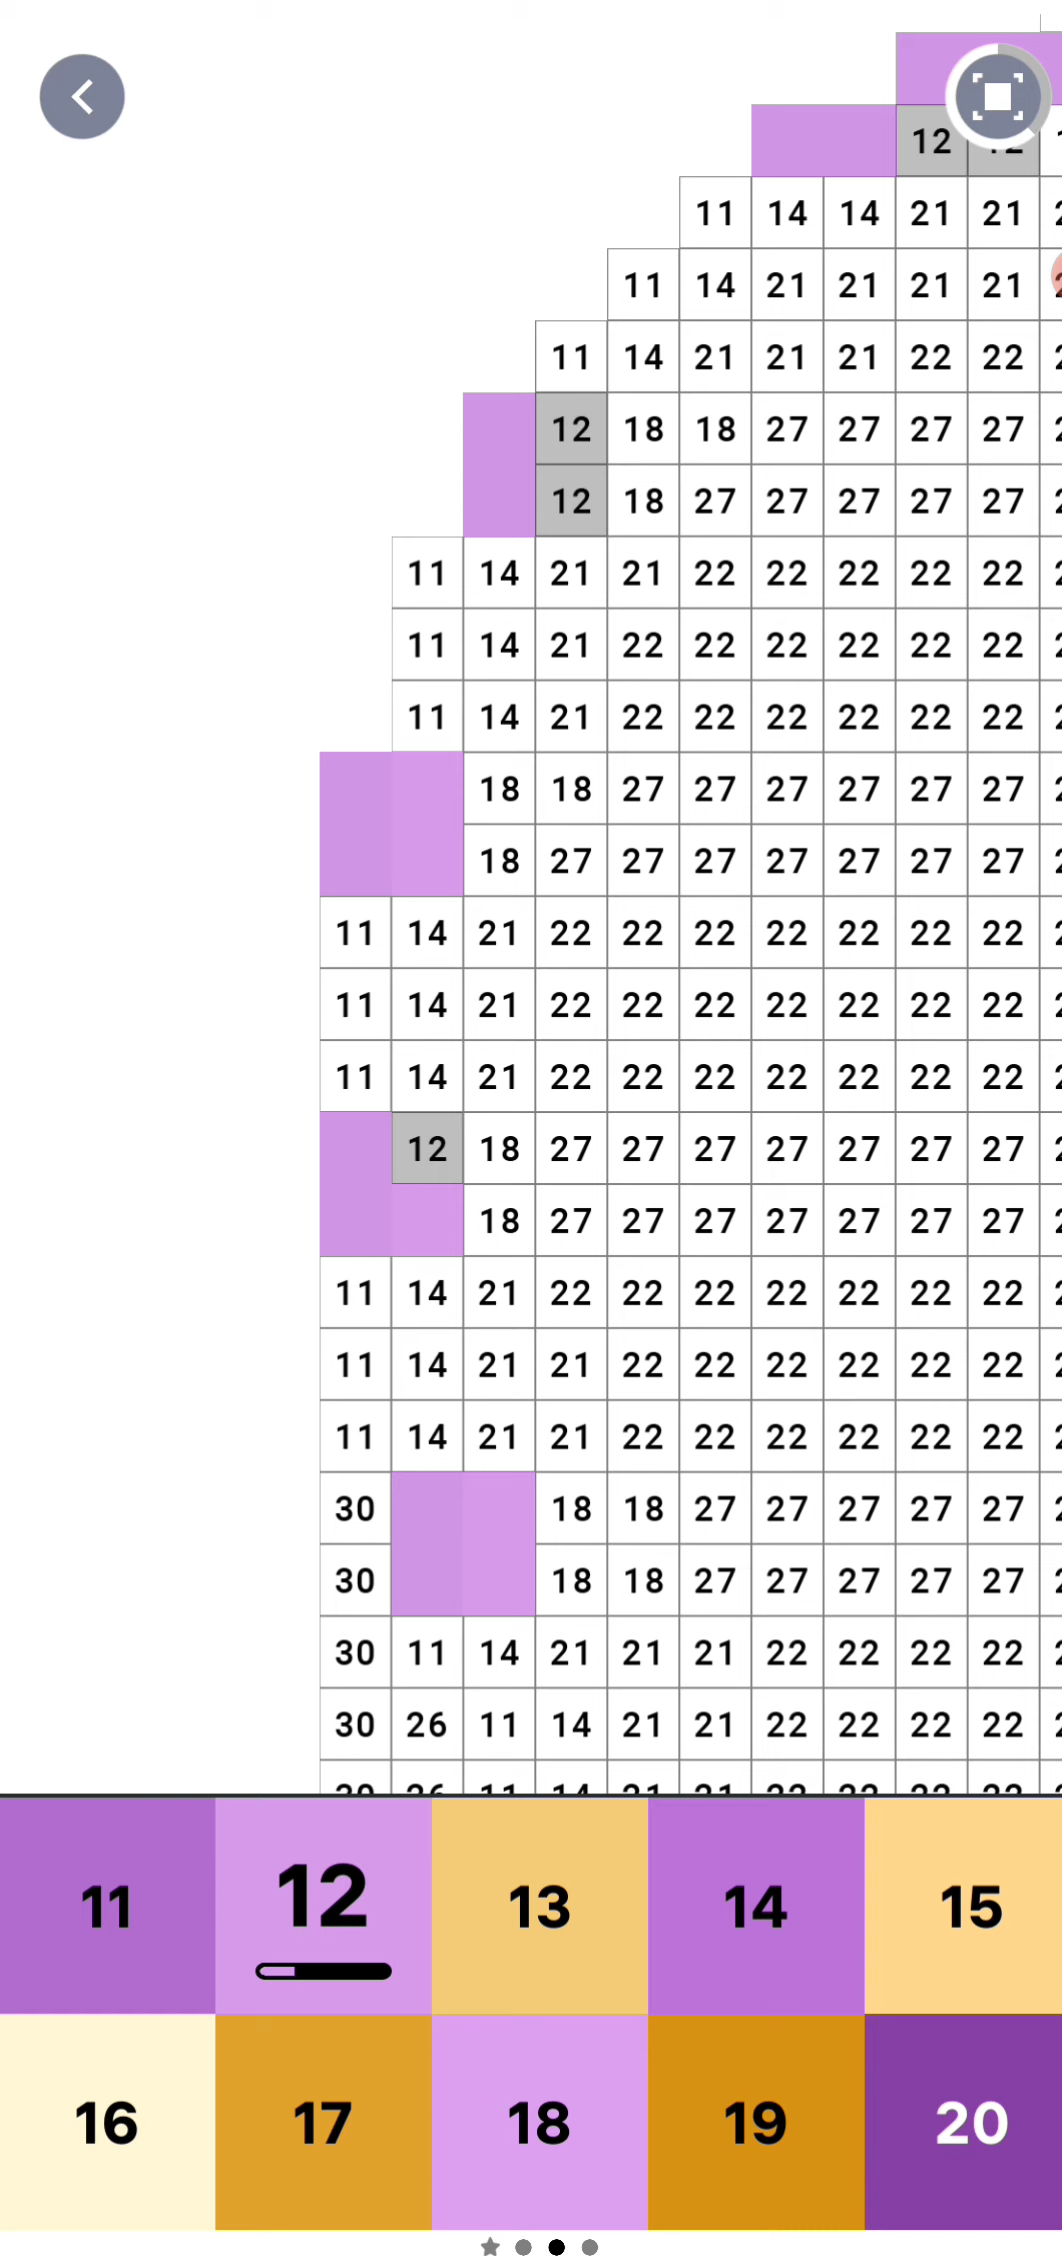 12 12
11 14 14 21 21
11 14 21 21 21 21
11 14 21 21 21 22 22
12 18 18 27 27 27 27
12 18 27 27 27 27 27
11 14 21 21 22 22 22 22 22
11 14 21 22 22 22 22 22 22
11 14 21 22 22 22 22 22 22
18 18 27 27 27 27 27 27
18 27 27 27 27 27 27 27
11 14 21 22 22 22 22 22 22 22
11 14 21 22 22 22 22 22 22 22
11 14 21 22 22 22 22 22 22 22
12 18 27 27 27 27 27 27 27
18 27 27 27 27 27 27 27
11 14 21 22 22 22 22 22 22 22
11 14 21 21 22 22 22 22 22 22
11 14 21 21 22 22 22 22 22 22
30 18 18 27 27 27 27 27
30 18 18 27 27 27 27 27
30 11 14 21 21 21 22 22 22 22
30 26 11 14 21 21 22 22 22 22
11 12 13 14 15
16 17 18 19 20